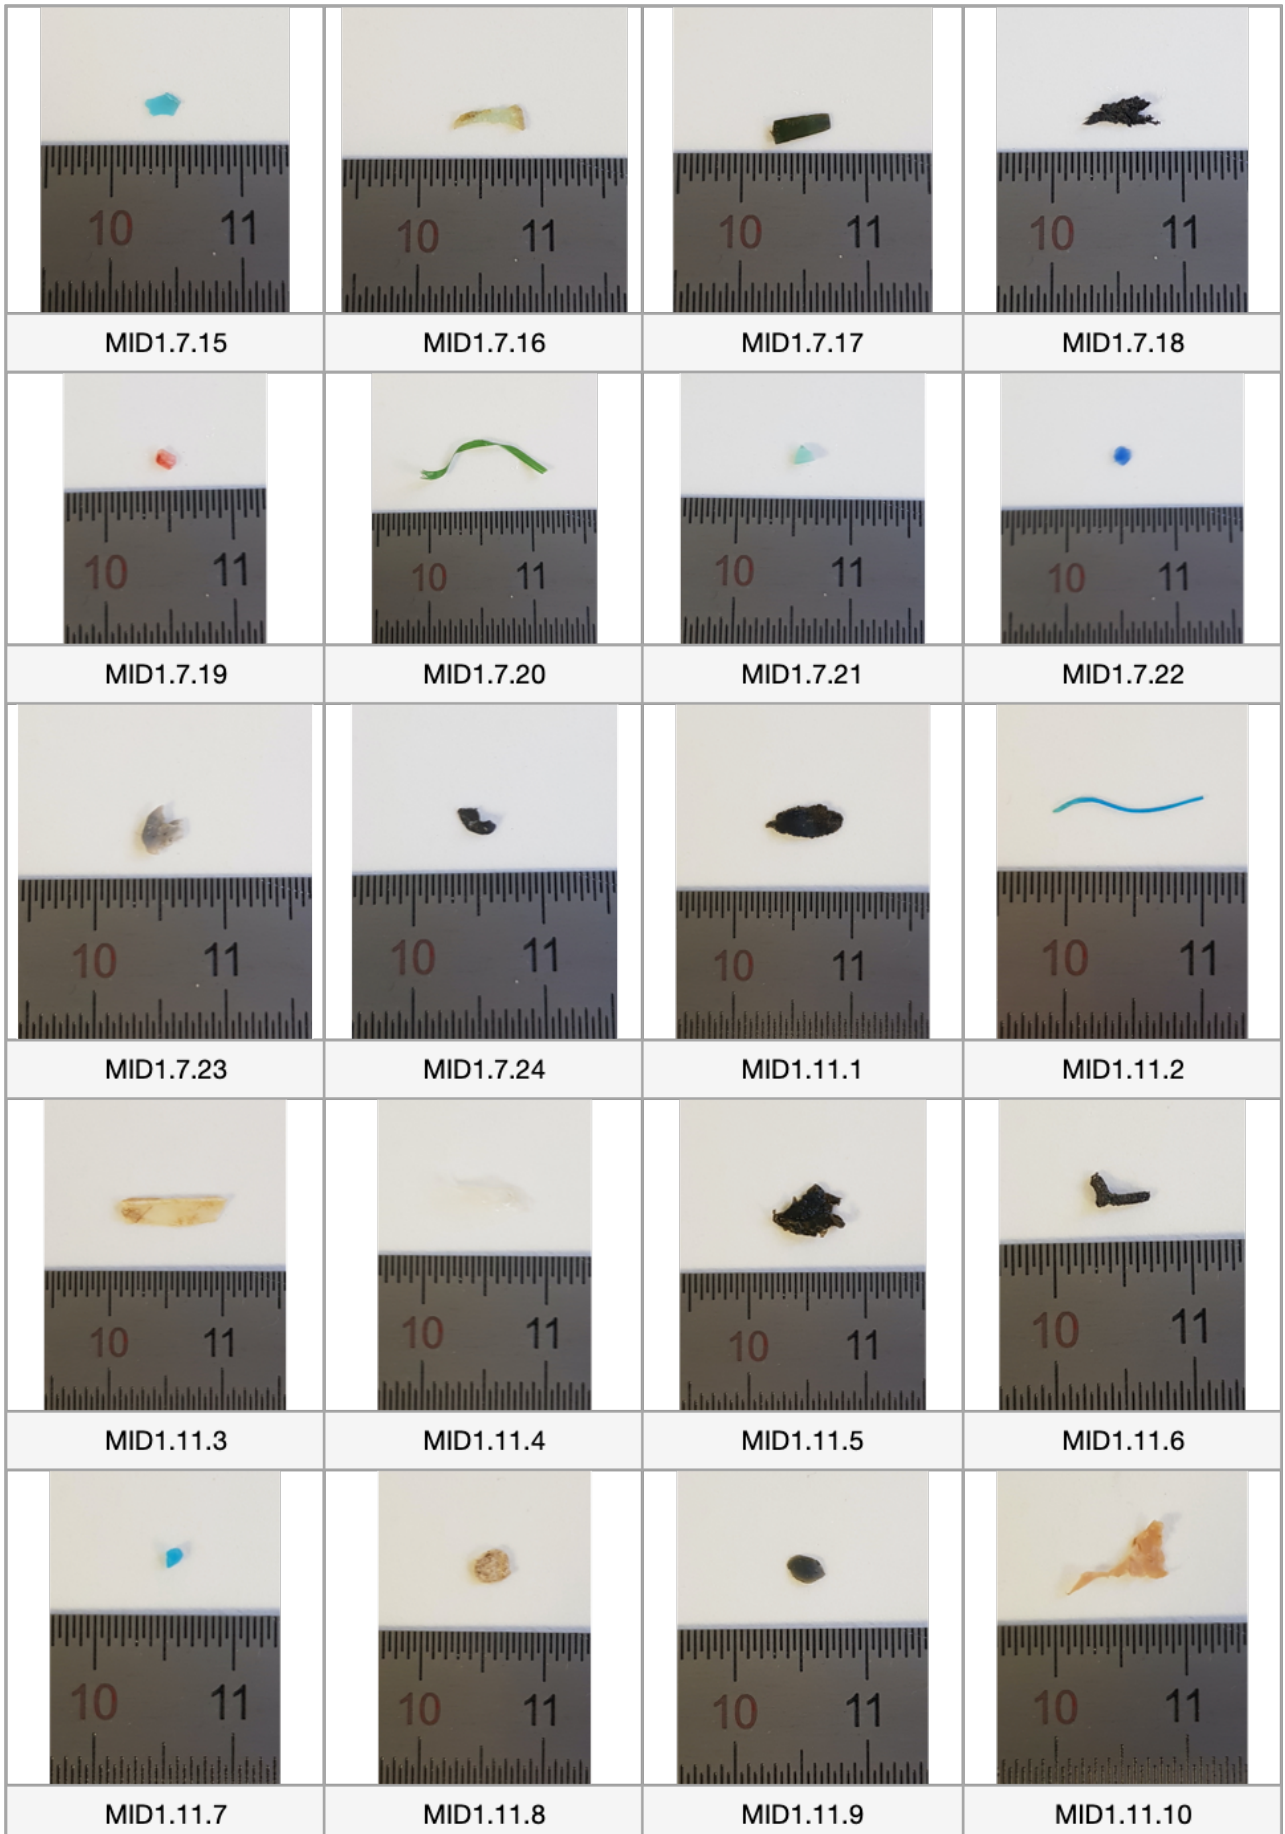 10 11 10 11 10 11 10 11
MID1.7.15 MID1.7.16 MID1.7.17 MID1.7.18
10 11 10 11 10 11 10 11
MID1.7.19 MID1.7.20 MID1.7.21 MID1.7.22
10 11 10 11 10 11 10 11
MID1.7.23 MID1.7.24 MID1.11.1 MID1.11.2
10 11 10 11 10 11 10 11
MID1.11.3 MID1.11.4 MID1.11.5 MID1.11.6
10 11 10 11 10 11 10 11
MID1.11.7 MID1.11.8 MID1.11.9 MID1.11.10